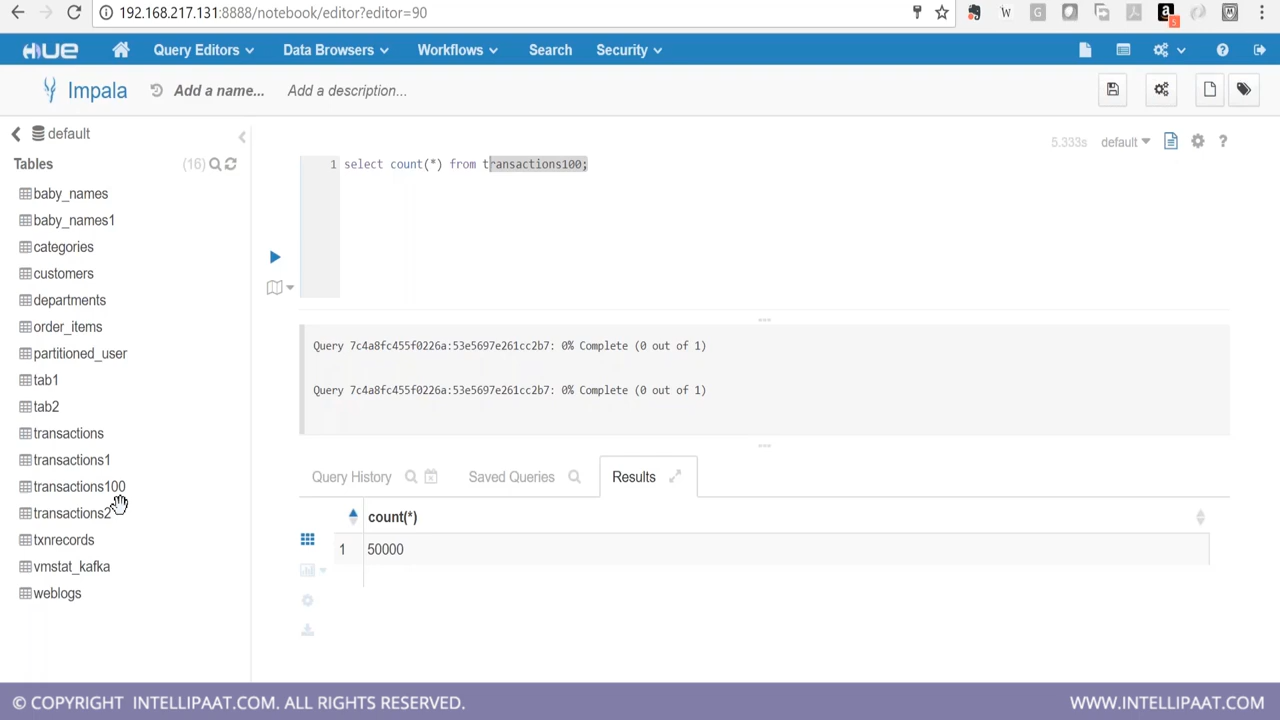 192.168.217.131:8888/notebook/editor?editor=90
HUE Query Editors Data Browsers Workflows Search Security
Impala Add a name... Add a description...
default
Tables (16)
baby_names
baby_names1
categories
customers
departments
order_items
partitioned_user
tab1
tab2
transactions
transactions1
transactions100
transactions2
txnrecords
vmstat_kafka
weblogs
5.333s default ?
1 select count(*) from transactions100;
Query 7c4a8fc455f0226a:53e5697e261cc2b7: 0% Complete (0 out of 1)
Query 7c4a8fc455f0226a:53e5697e261cc2b7: 0% Complete (0 out of 1)
Query History Saved Queries Results
count(*)
1 50000
© COPYRIGHT INTELLIPAAT.COM. ALL RIGHTS RESERVED. WWW.INTELLIPAAT.COM